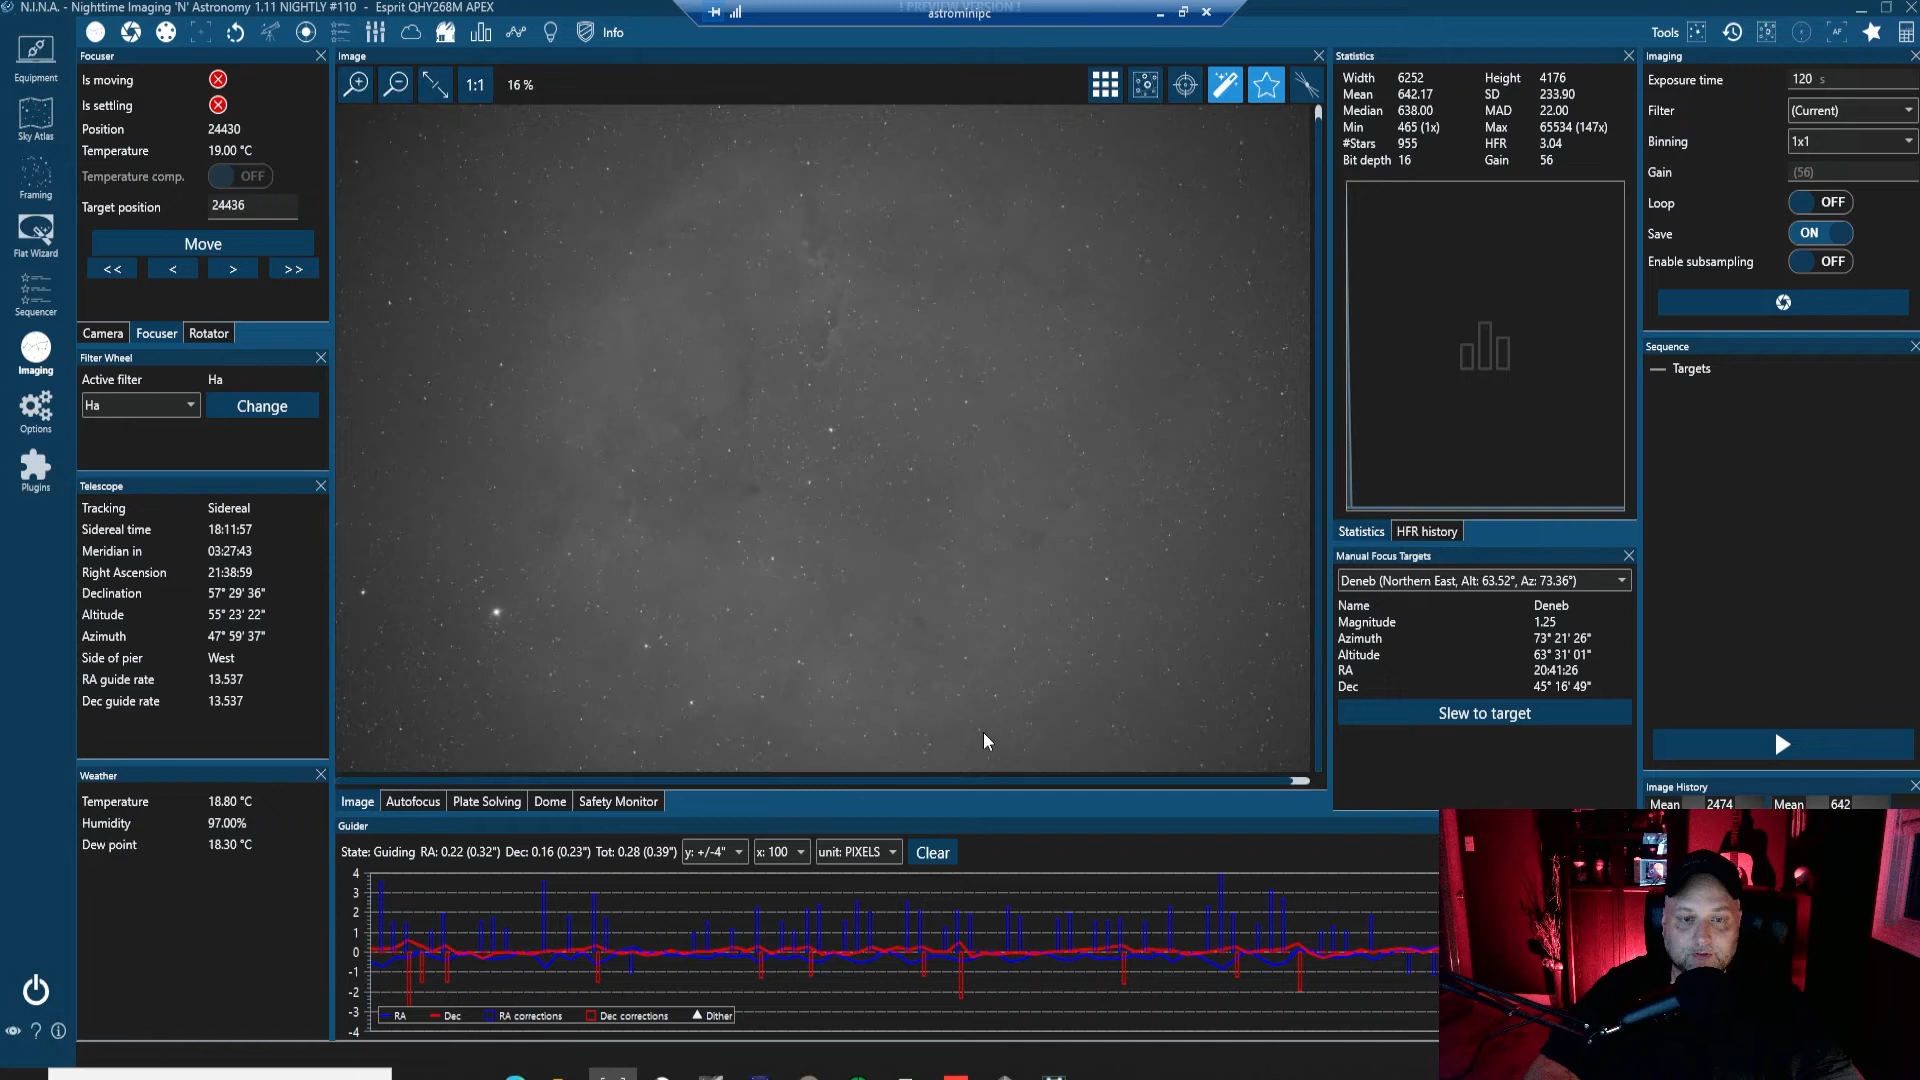 N.I.N.A. - Nighttime Imaging 'N' Astronomy 1.11 NIGHTLY #110 - Esprit QHY268M APEX
! PREVIEW VERSION !
astrominipc
Info
Tools
Equipment
Sky Atlas
Framing
Flat Wizard
Sequencer
Imaging
Options
Plugins
Focuser
Is moving
Is settling
Position 24430
Temperature 19.00 °C
Temperature comp. OFF
Target position 24436
Move
<< < > >>
Camera Focuser Rotator
Filter Wheel
Active filter Ha
Ha Change
Telescope
Tracking Sidereal
Sidereal time 18:11:57
Meridian in 03:27:43
Right Ascension 21:38:59
Declination 57° 29' 36"
Altitude 55° 23' 22"
Azimuth 47° 59' 37"
Side of pier West
RA guide rate 13.537
Dec guide rate 13.537
Weather
Temperature 18.80 °C
Humidity 97.00%
Dew point 18.30 °C
Image
1:1 16 %
Image Autofocus Plate Solving Dome Safety Monitor
Guider
State: Guiding RA: 0.22 (0.32") Dec: 0.16 (0.23") Tot: 0.28 (0.39") y: +/-4" x: 100 unit: PIXELS Clear
4
3
2
1
0
-1
-2
-3
-4
RA Dec RA corrections Dec corrections Dither
Statistics
Width 6252 Height 4176
Mean 642.17 SD 233.90
Median 638.00 MAD 22.00
Min 465 (1x) Max 65534 (147x)
#Stars 955 HFR 3.04
Bit depth 16 Gain 56
Statistics HFR history
Manual Focus Targets
Deneb (Northern East, Alt: 63.52°, Az: 73.36°)
Name Deneb
Magnitude 1.25
Azimuth 73° 21' 26"
Altitude 63° 31' 01"
RA 20:41:26
Dec 45° 16' 49"
Slew to target
Imaging
Exposure time 120 s
Filter (Current)
Binning 1x1
Gain (56)
Loop OFF
Save ON
Enable subsampling OFF
Sequence
Targets
Image History
Mean 2474 Mean 642
AF